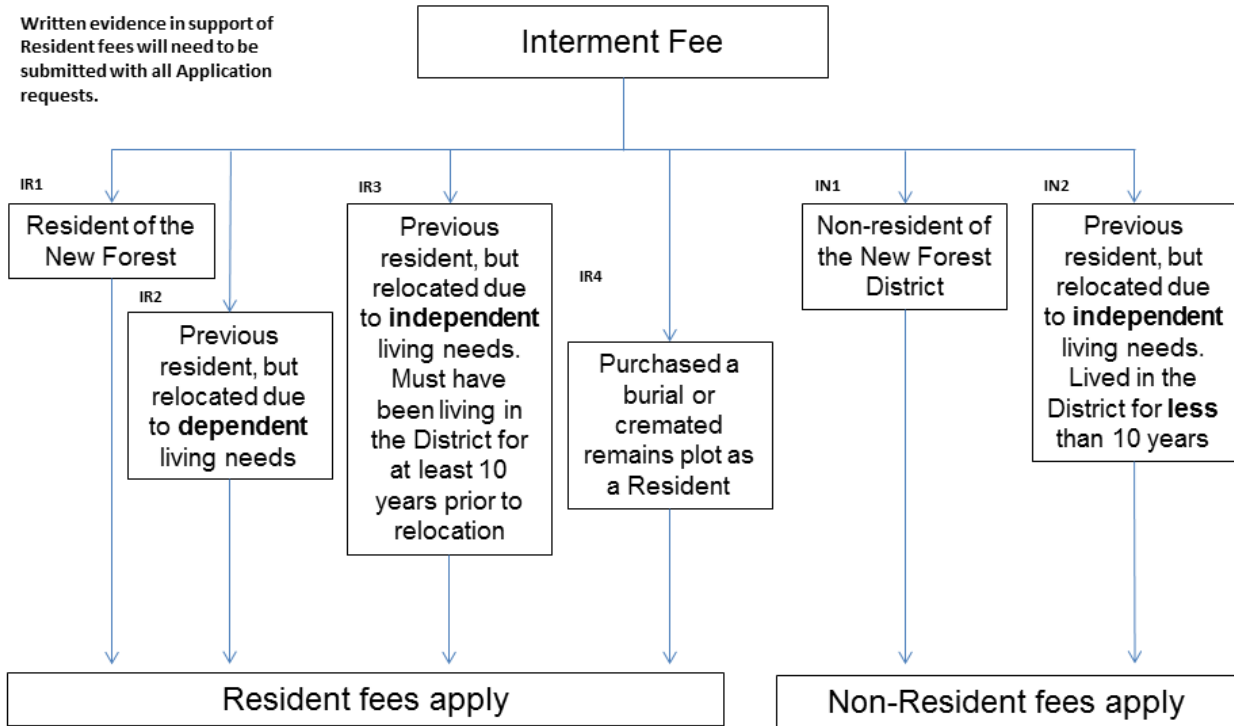 Written evidence in support of
Resident fees will need to be
submitted with all Application
requests.
Interment Fee
IR1
Resident of the
New Forest
IR2
Previous
resident, but
relocated due
to dependent
living needs
IR3
Previous
resident, but
relocated due
to independent
living needs.
Must have
been living in
the District for
at least 10
years prior to
relocation
IR4
Purchased a
burial or
cremated
remains plot as
a Resident
IN1
Non-resident of
the New Forest
District
IN2
Previous
resident, but
relocated due
to independent
living needs.
Lived in the
District for less
than 10 years
Resident fees apply
Non-Resident fees apply